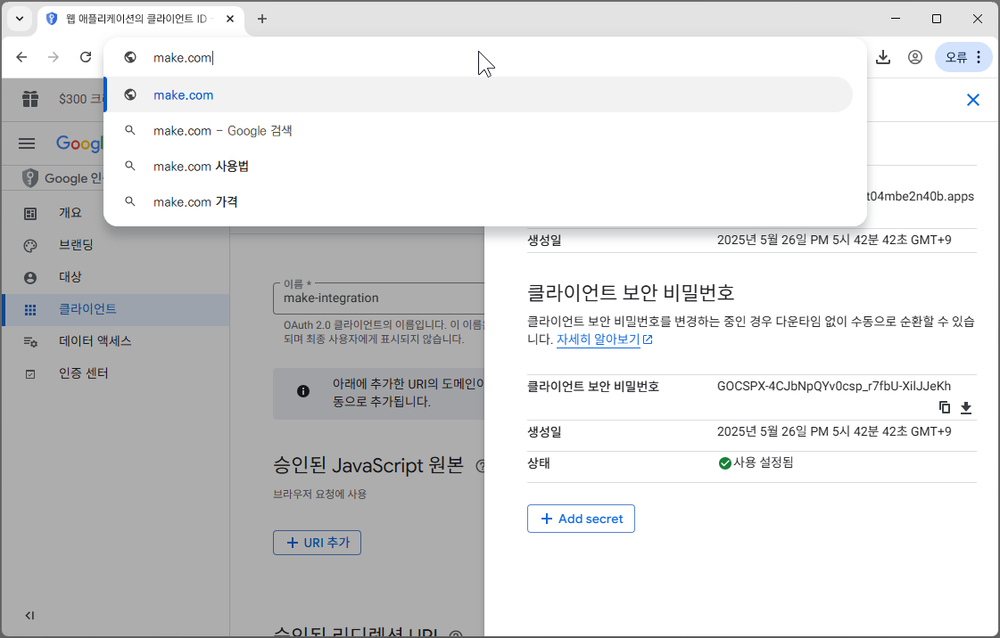 웹 애플리케이션의 클라이언트 ID
make.com
오류
make.com
make.com - Google 검색
make.com 사용법
make.com 가격
$300
Google
Google
t04mbe2n40b.apps
개요
브랜딩
대상
클라이언트
데이터 액세스
인증 센터
이름 *
make-integration
OAuth 2.0 클라이언트의 이름입니다. 이 이름은
되며 최종 사용자에게 표시되지 않습니다.
아래에 추가한 URI의 도메인이
동으로 추가됩니다.
승인된 JavaScript 원본
브라우저 요청에 사용
URI 추가
승인된 리디렉션 URI
생성일 2025년 5월 26일 PM 5시 42분 42초 GMT+9
클라이언트 보안 비밀번호
클라이언트 보안 비밀번호를 변경하는 중인 경우 다운타임 없이 수동으로 순환할 수 있습
니다. 자세히 알아보기
클라이언트 보안 비밀번호 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
생성일 2025년 5월 26일 PM 5시 42분 42초 GMT+9
상태 사용 설정됨
Add secret